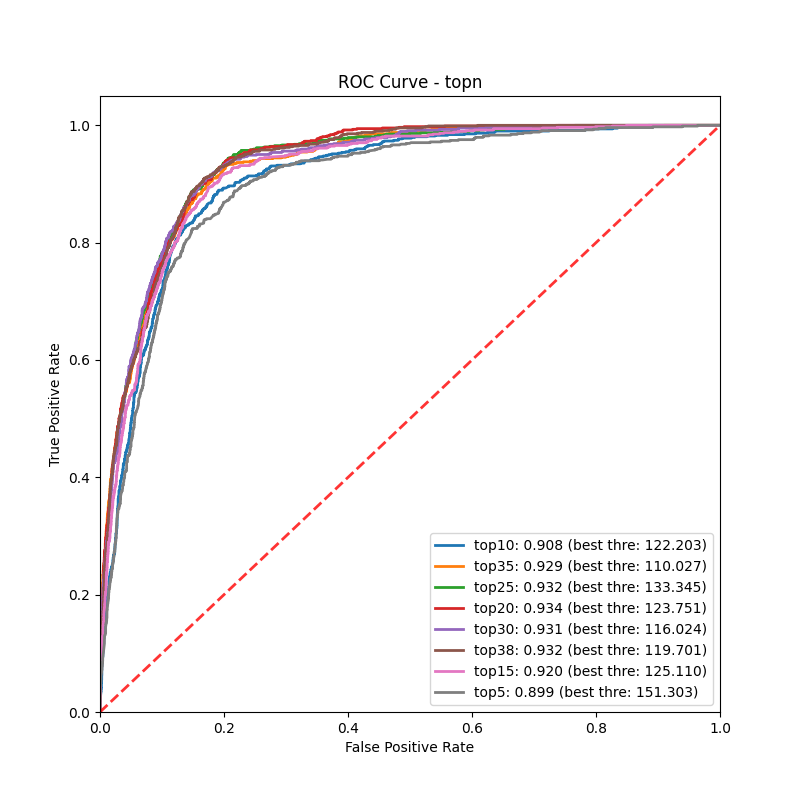 ROC Curve - topn
True Positive Rate
1.0
0.8
0.6
0.4
0.2
0.0
top10: 0.908 (best thre: 122.203)
top35: 0.929 (best thre: 110.027)
top25: 0.932 (best thre: 133.345)
top20: 0.934 (best thre: 123.751)
top30: 0.931 (best thre: 116.024)
top38: 0.932 (best thre: 119.701)
top15: 0.920 (best thre: 125.110)
top5: 0.899 (best thre: 151.303)
0.0 0.2 0.4 0.6 0.8 1.0
False Positive Rate